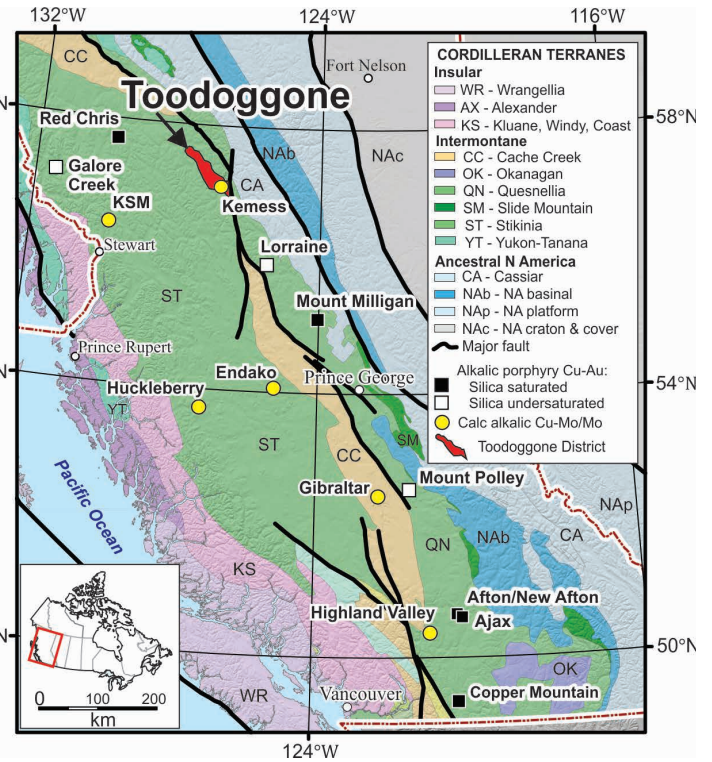 132°W
124°W
116°W
CC
Fort Nelson
Toodoggone
Red Chris
NAb
NAc
58°N
N
Galore
Creek
CA
KSM
Kemess
Stewart
Lorraine
ST
Mount Milligan
Prince Rupert
Endako
Prince George
54°N
N
Huckleberry
YT
ST
SM
CC
Pacific Ocean
Mount Polley
Gibraltar
NAp
QN
NAb
CA
KS
Afton/New Afton
Highland Valley
Ajax
50°N
N
OK
WR
Vancouver
Copper Mountain
124°W
0 100 200
km
CORDILLERAN TERRANES
Insular
WR - Wrangellia
AX - Alexander
KS - Kluane, Windy, Coast
Intermontane
CC - Cache Creek
OK - Okanagan
QN - Quesnellia
SM - Slide Mountain
ST - Stikinia
YT - Yukon-Tanana
Ancestral N America
CA - Cassiar
NAb - NA basinal
NAp - NA platform
NAc - NA craton & cover
Major fault
Alkalic porphyry Cu-Au:
Silica saturated
Silica undersaturated
Calc alkalic Cu-Mo/Mo
Toodoggone District